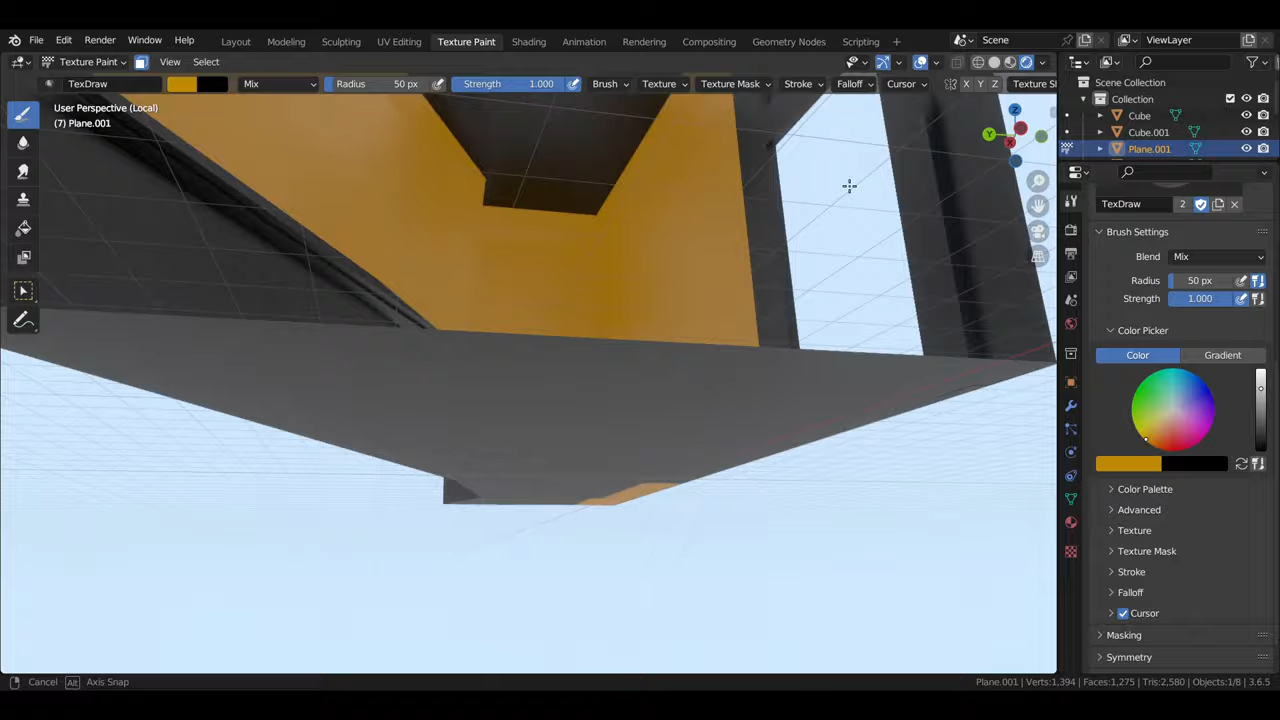 File Edit Render Window Help Layout Modeling Sculpting UV Editing Texture Paint Shading Animation Rendering Compositing Geometry Nodes Scripting + Scene ViewLayer
Texture Paint View Select
TexDraw Mix Radius 50 px Strength 1.000 Brush Texture Texture Mask Stroke Falloff Cursor X Y Z
User Perspective (Local)
(7) Plane.001
Z
Y
X
Scene Collection
Collection
Cube
Cube.001
Plane.001
TexDraw 2
Brush Settings
Blend Mix
Radius 50 px
Strength 1.000
Color Picker
Color Gradient
Color Palette
Advanced
Texture
Texture Mask
Stroke
Falloff
Cursor
Masking
Symmetry
Cancel Alt Axis Snap Plane.001 | Verts:1,394 | Faces:1,275 | Tris:2,580 | Objects:1/8 | 3.6.5